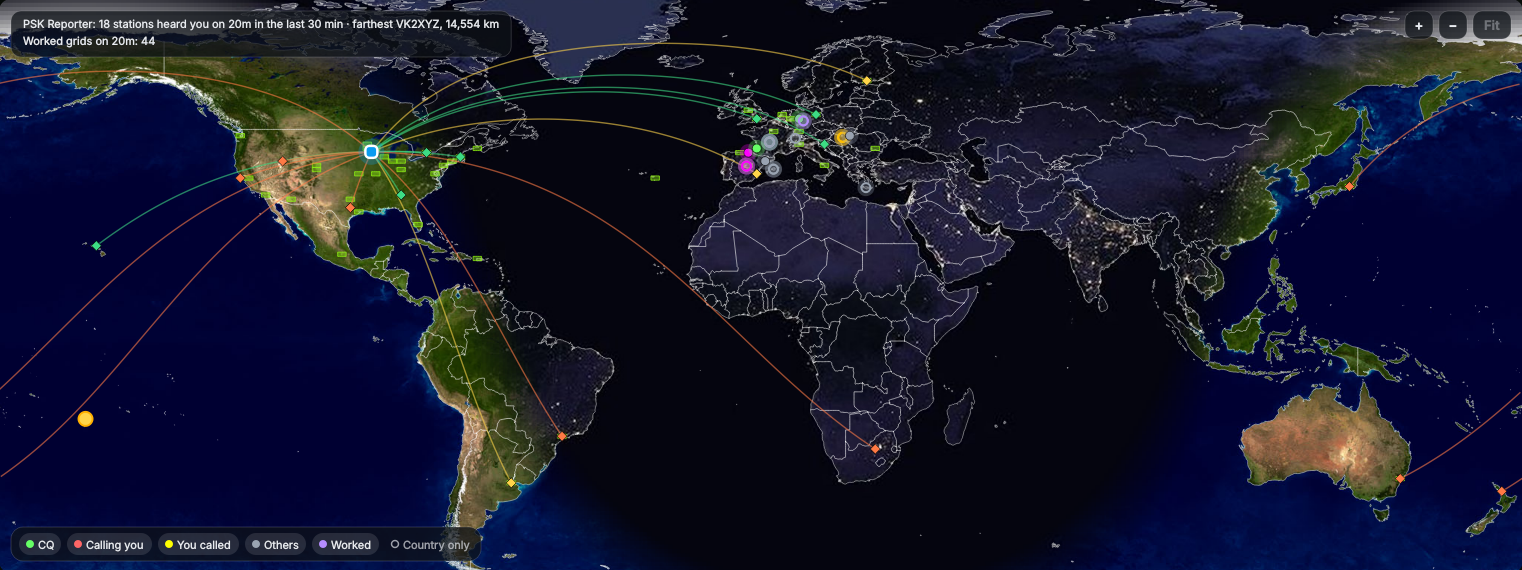 PSK Reporter: 18 stations heard you on 20m in the last 30 min · farthest VK2XYZ, 14,554 km
Worked grids on 20m: 44
+ − Fit
CQ Calling you You called Others Worked Country only